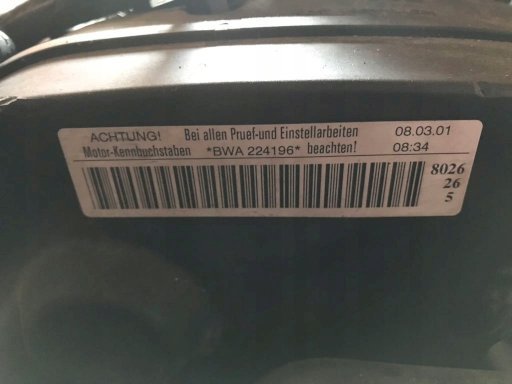 ACHTUNG! Bei allen Pruef-und Einstellarbeiten 08.03.01
Motor-Kennbuchstaben *BWA 224196* beachten! 08:34
8026
26
5